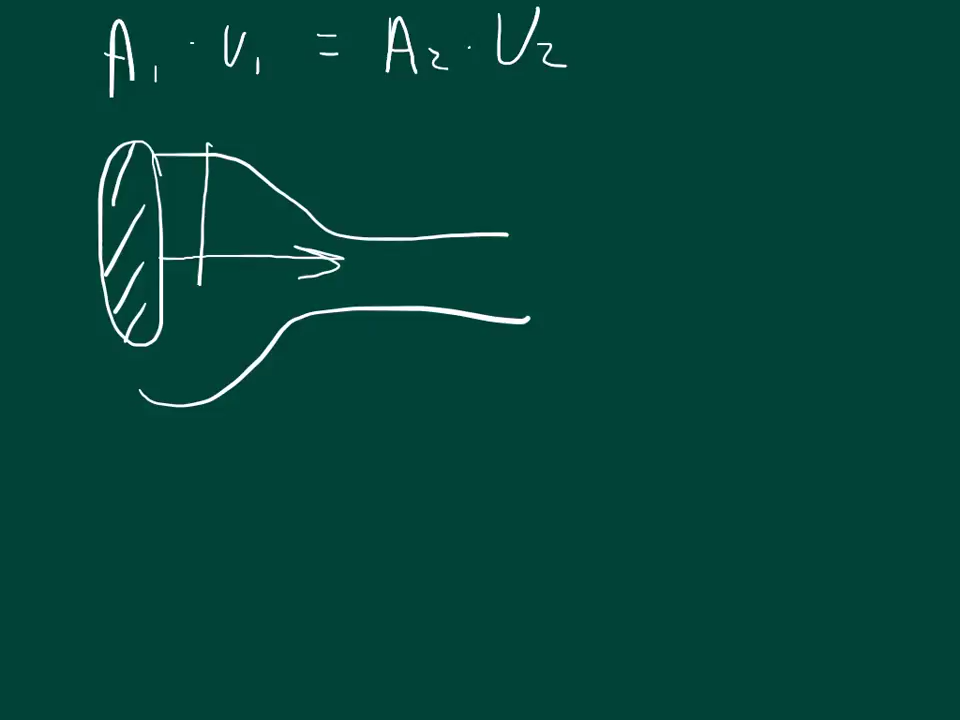 A₁ · v₁ = A₂ · v₂